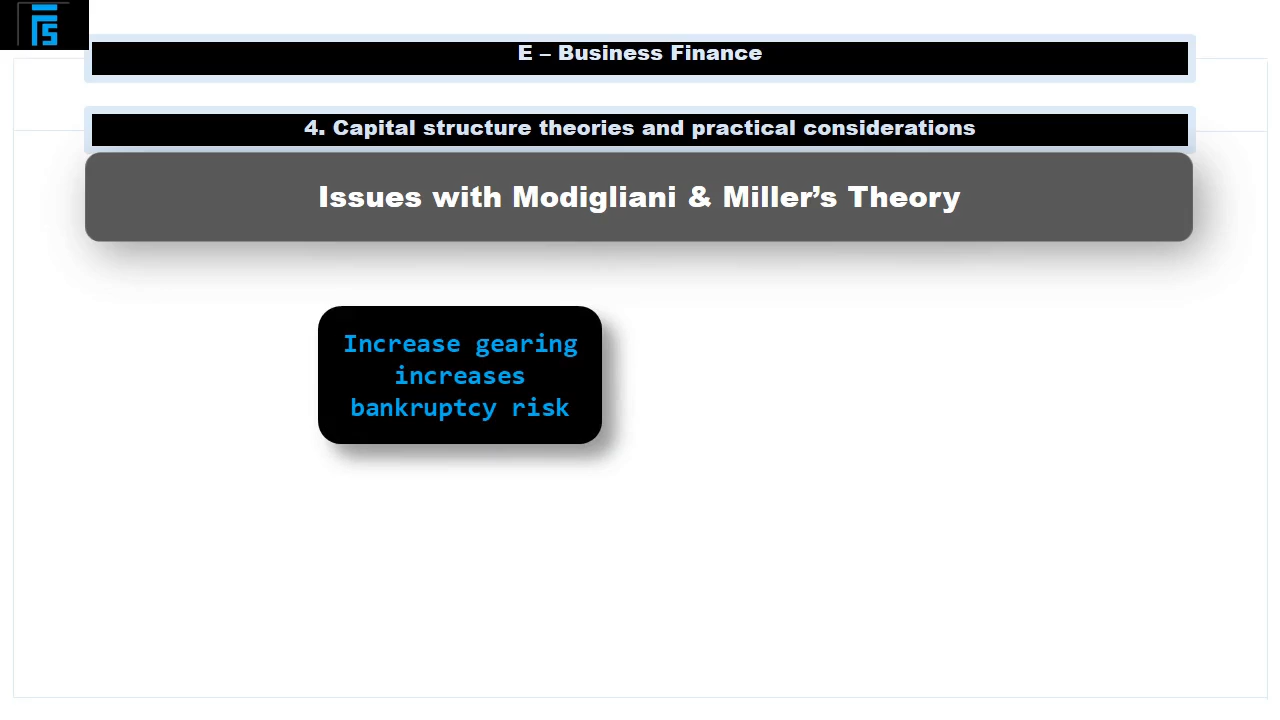 E – Business Finance
4. Capital structure theories and practical considerations
Issues with Modigliani & Miller’s Theory
Increase gearing
increases
bankruptcy risk